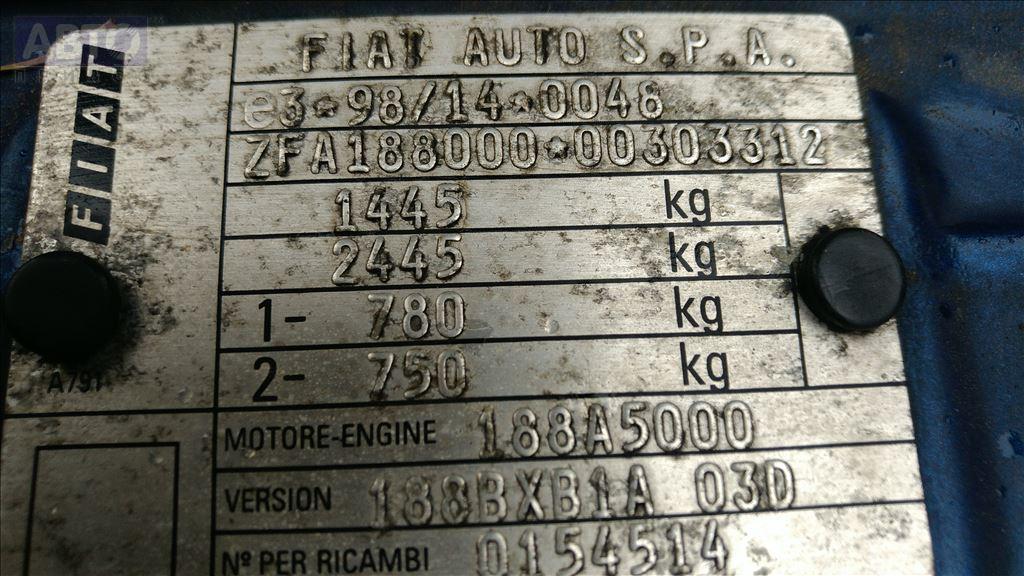 АВТО
FIAT
FIAT AUTO S.P.A.
e3*98/14*0048
ZFA188000*00303312
1445 kg
2445 kg
1- 780 kg
2- 750 kg
A791
MOTORE-ENGINE 188A5000
VERSION 188BXB1A 03D
Nº PER RICAMBI 0154514